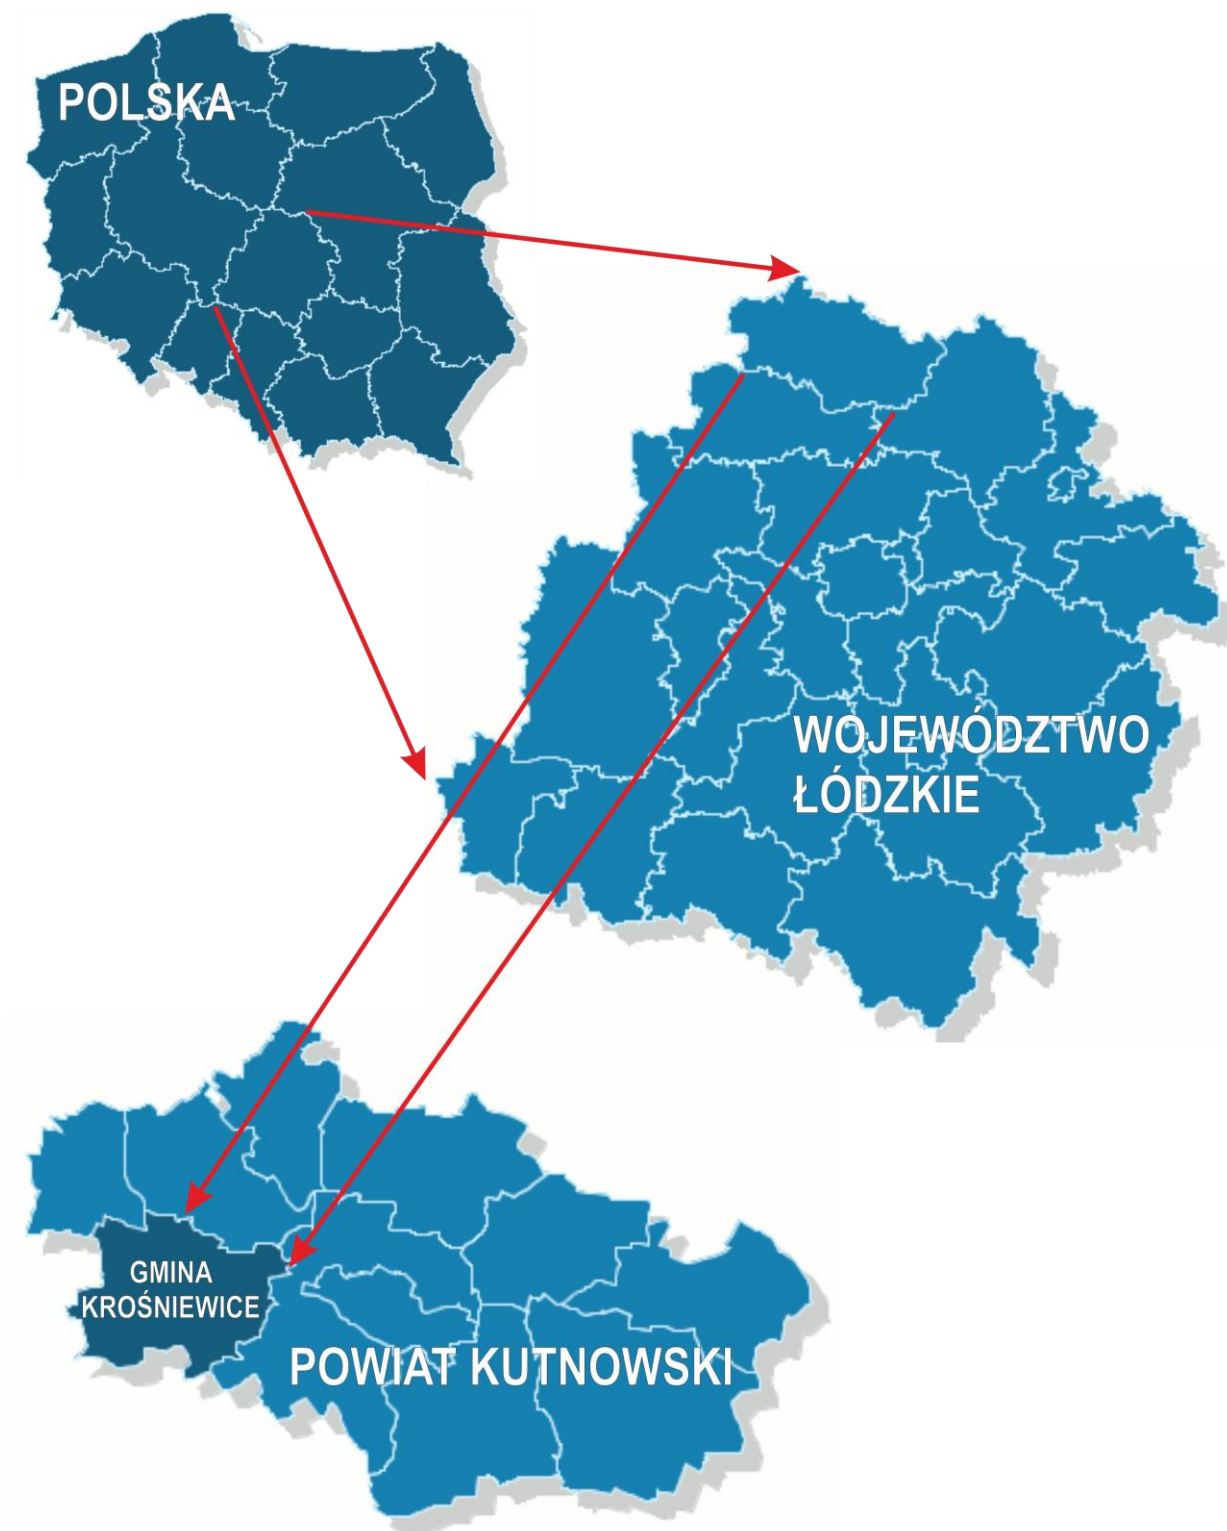 POLSKA
WOJEWÓDZTWO
ŁÓDZKIE
GMINA
KROŚNIEWICE
POWIAT KUTNOWSKI